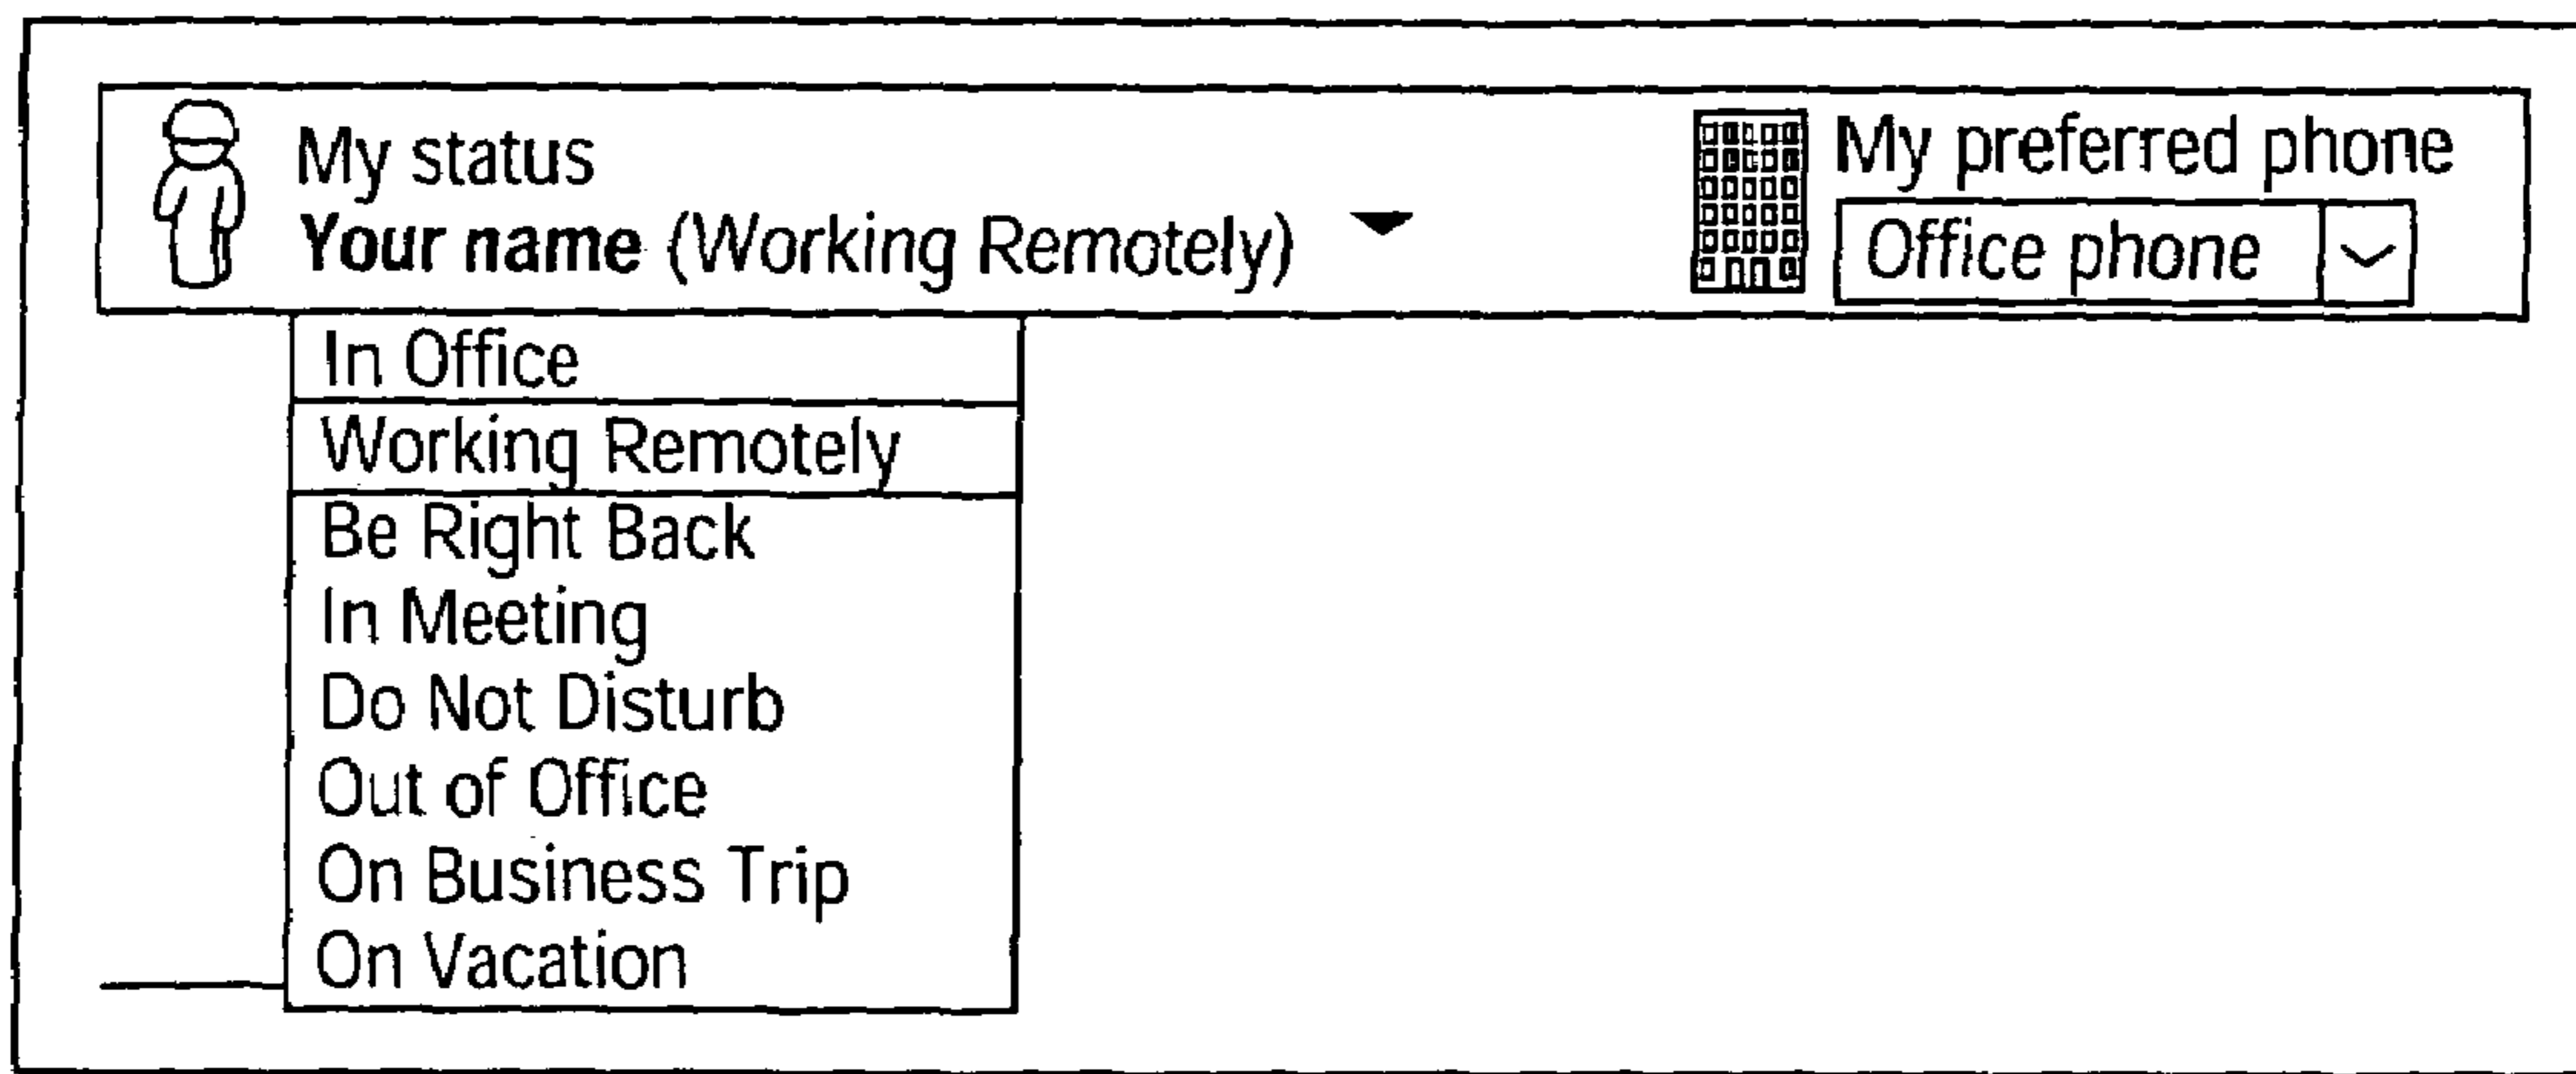 My status
Your name (Working Remotely)
My preferred phone
Office phone
In Office
Working Remotely
Be Right Back
In Meeting
Do Not Disturb
Out of Office
On Business Trip
On Vacation